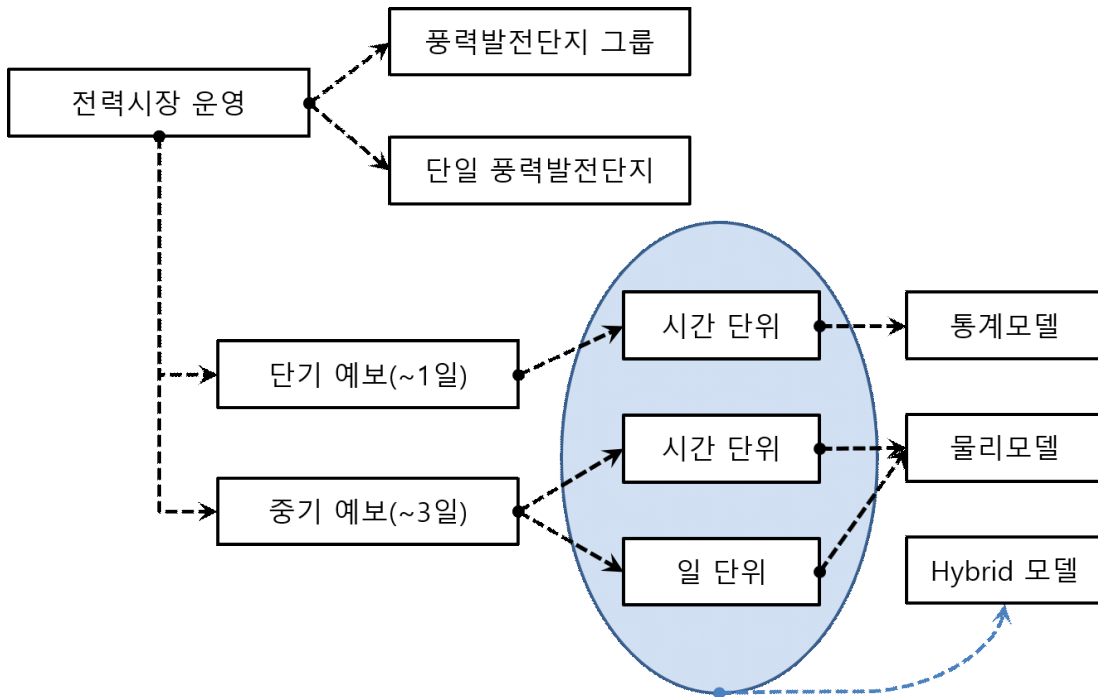 풍력발전단지 그룹
전력시장 운영
단일 풍력발전단지
시간 단위
통계모델
단기 예보(~1일)
시간 단위
물리모델
중기 예보(~3일)
일 단위
Hybrid 모델